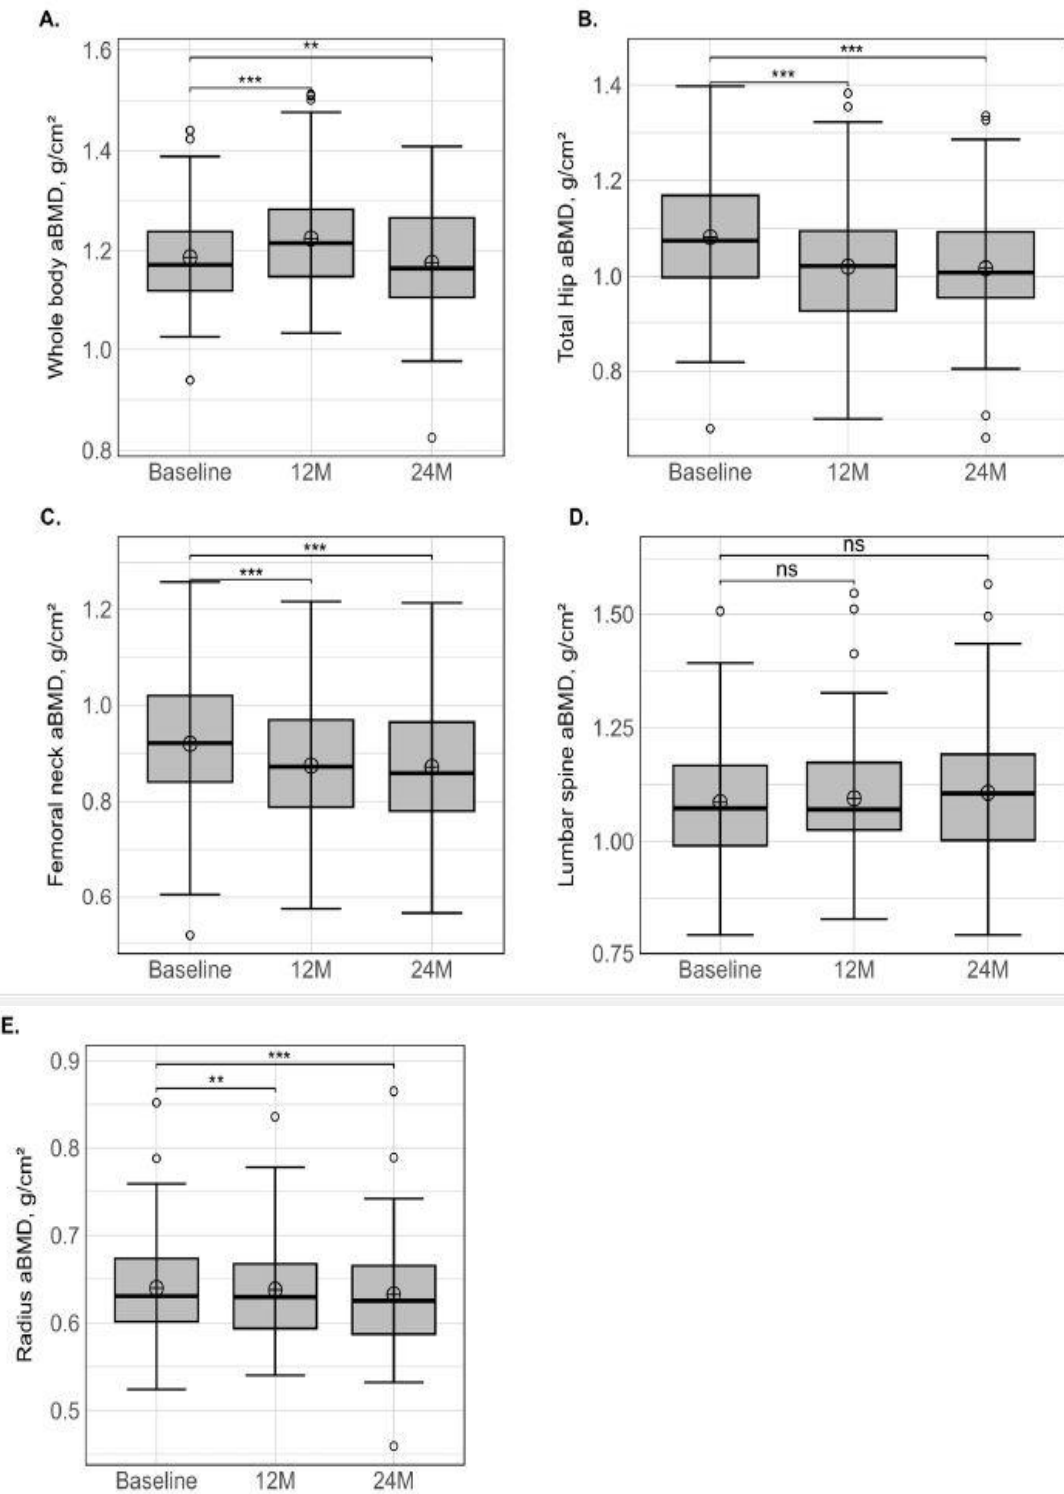 A.
Whole body aBMD, g/cm²
1.6
1.4
1.2
1.0
0.8
**
***
Baseline 12M 24M
B.
Total Hip aBMD, g/cm²
1.4
1.2
1.0
0.8
***
***
Baseline 12M 24M
C.
Femoral neck aBMD, g/cm²
1.2
1.0
0.8
0.6
***
***
Baseline 12M 24M
D.
Lumbar spine aBMD, g/cm²
1.50
1.25
1.00
0.75
ns
ns
Baseline 12M 24M
E.
Radius aBMD, g/cm²
0.9
0.8
0.7
0.6
0.5
***
**
Baseline 12M 24M